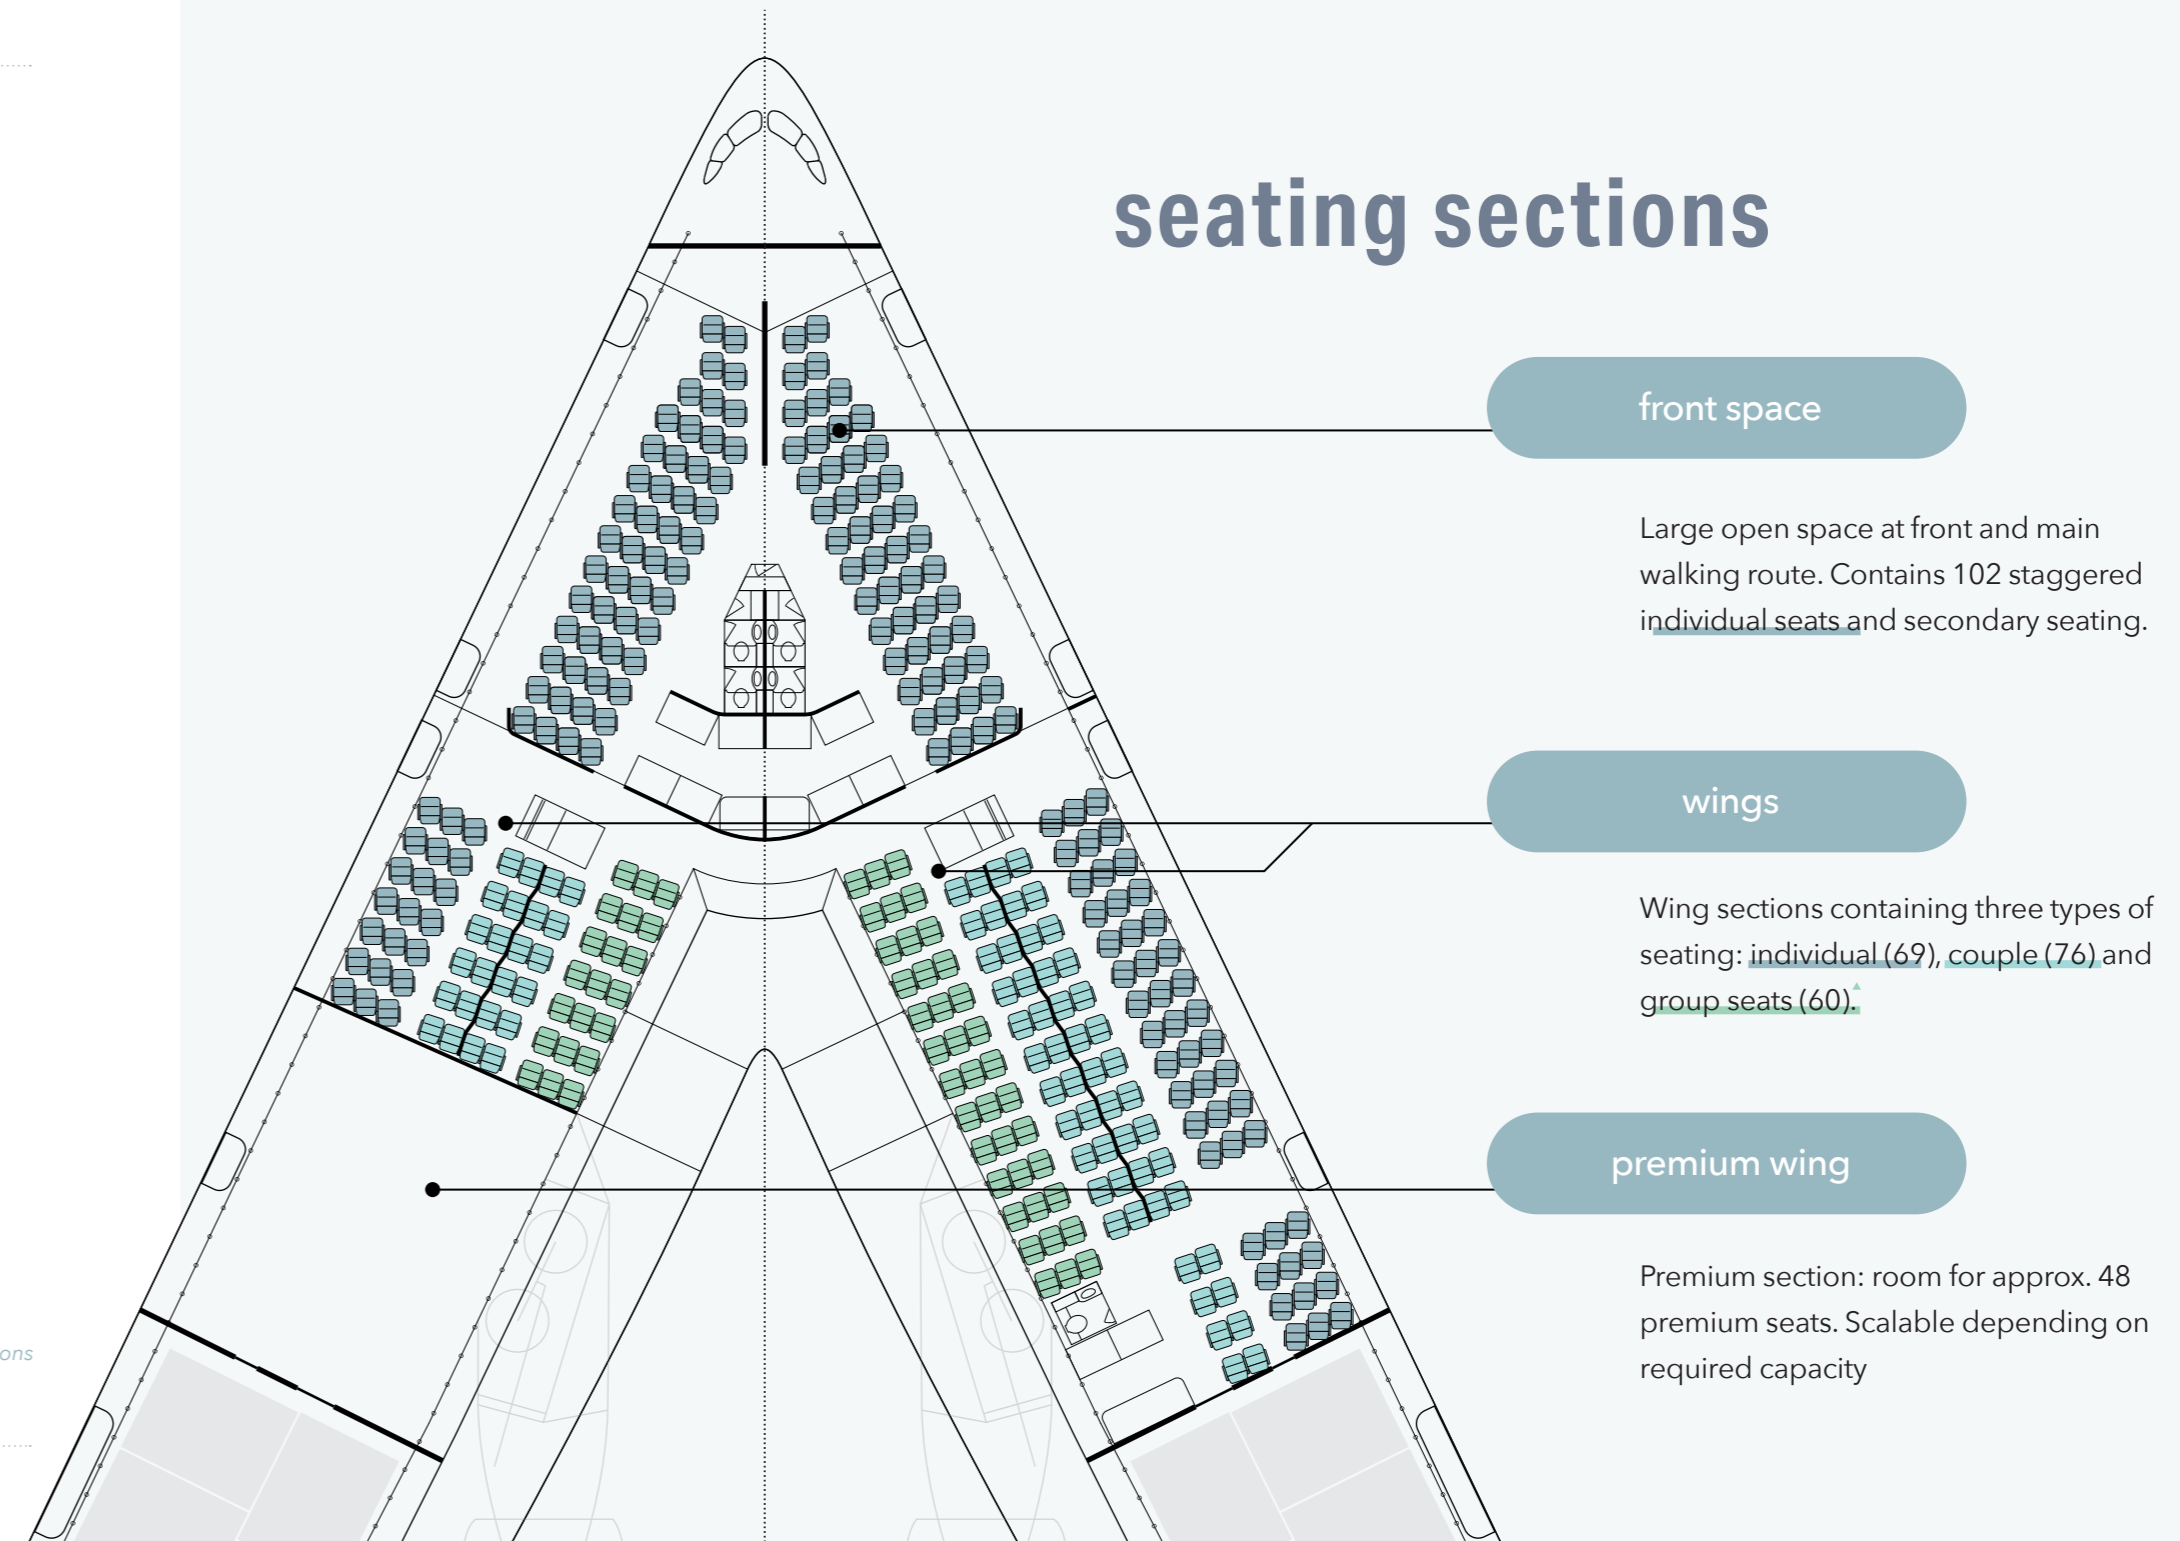 seating sections
front space
Large open space at front and main
walking route. Contains 102 staggered
individual seats and secondary seating.
wings
Wing sections containing three types of
seating: individual (69), couple (76) and
group seats (60).
premium wing
Premium section: room for approx. 48
premium seats. Scalable depending on
required capacity
ons